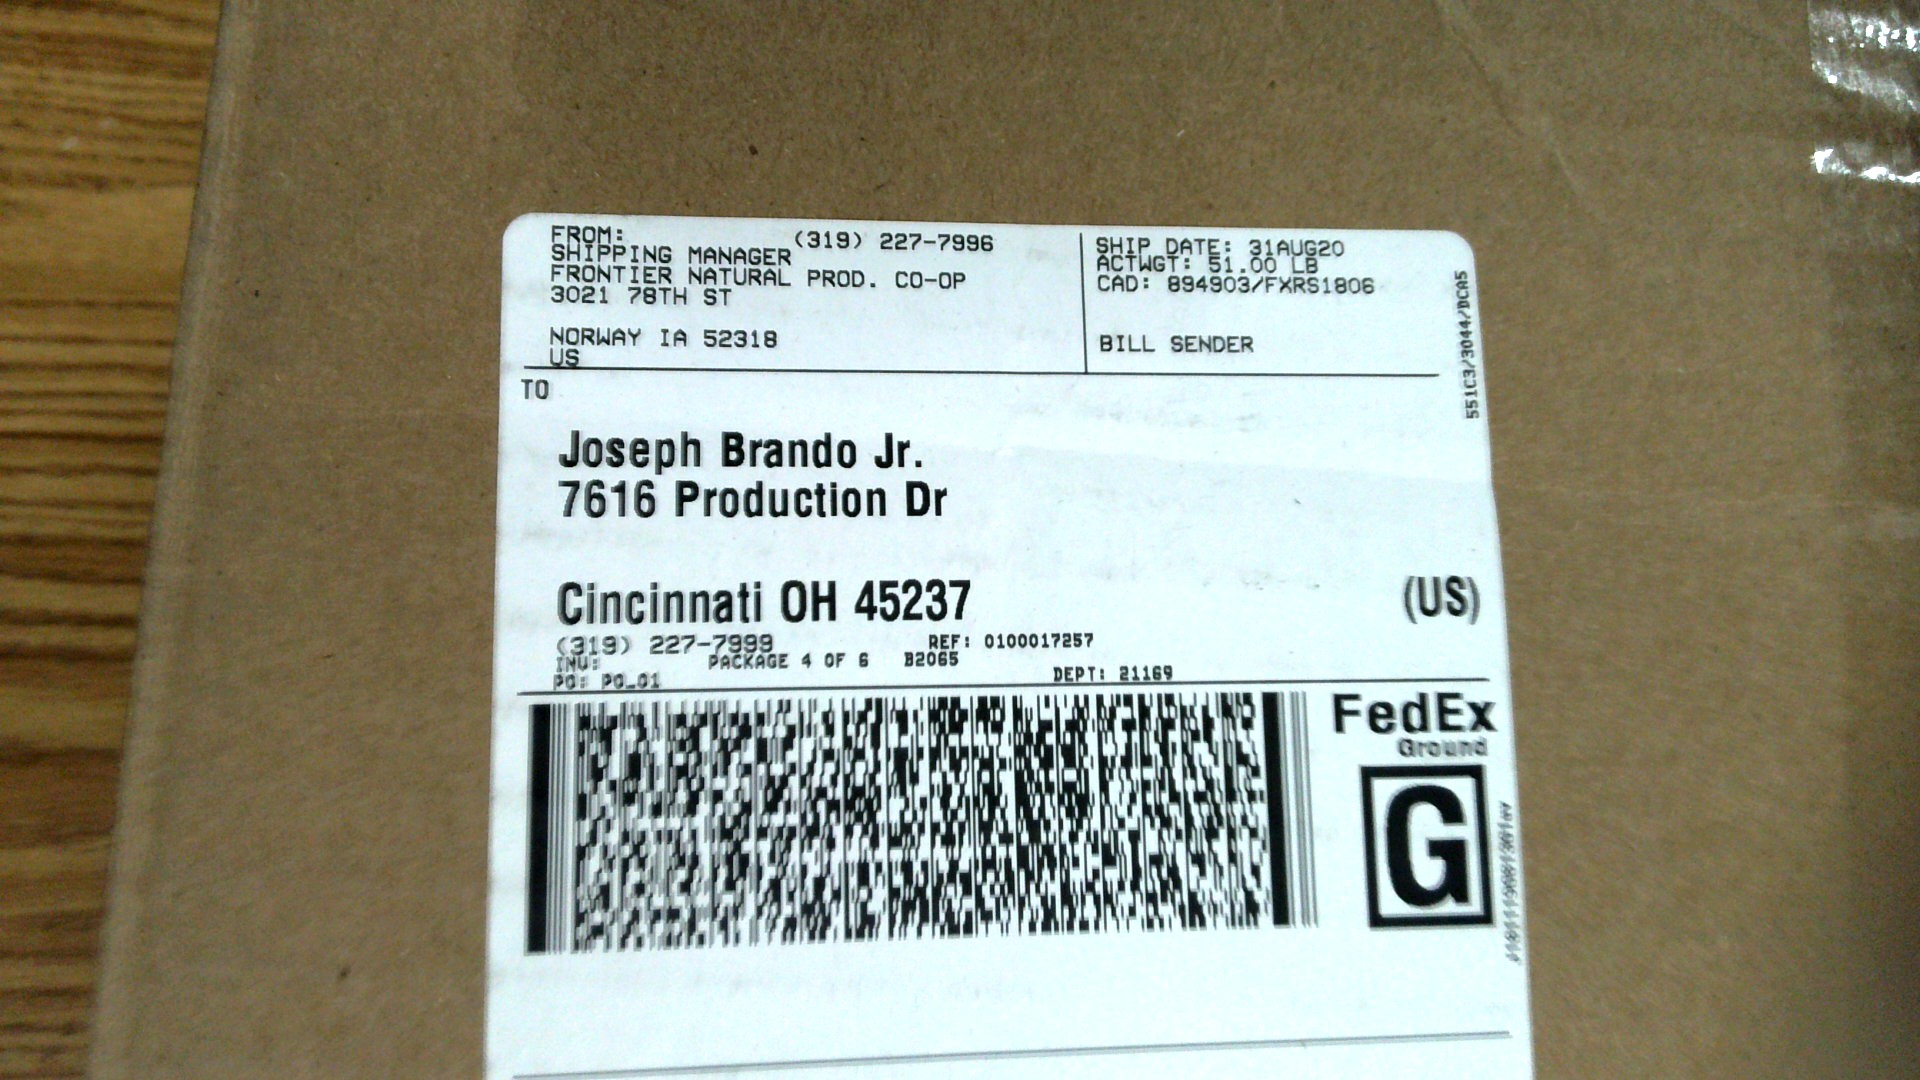 FROM: (319) 227-7996
SHIPPING MANAGER
FRONTIER NATURAL PROD. CO-OP
3021 78TH ST
NORWAY IA 52318
US
SHIP DATE: 31AUG20
ACTWGT: 51.00 LB
CAD: 894903/FXRS1806
BILL SENDER
551C3/3044/DCA5
TO
Joseph Brando Jr.
7616 Production Dr
Cincinnati OH 45237 (US)
(319) 227-7999 REF: 0100017257
INV: PACKAGE 4 OF 6 B2065
PO: PO_01 DEPT: 21169
FedEx
Ground
G